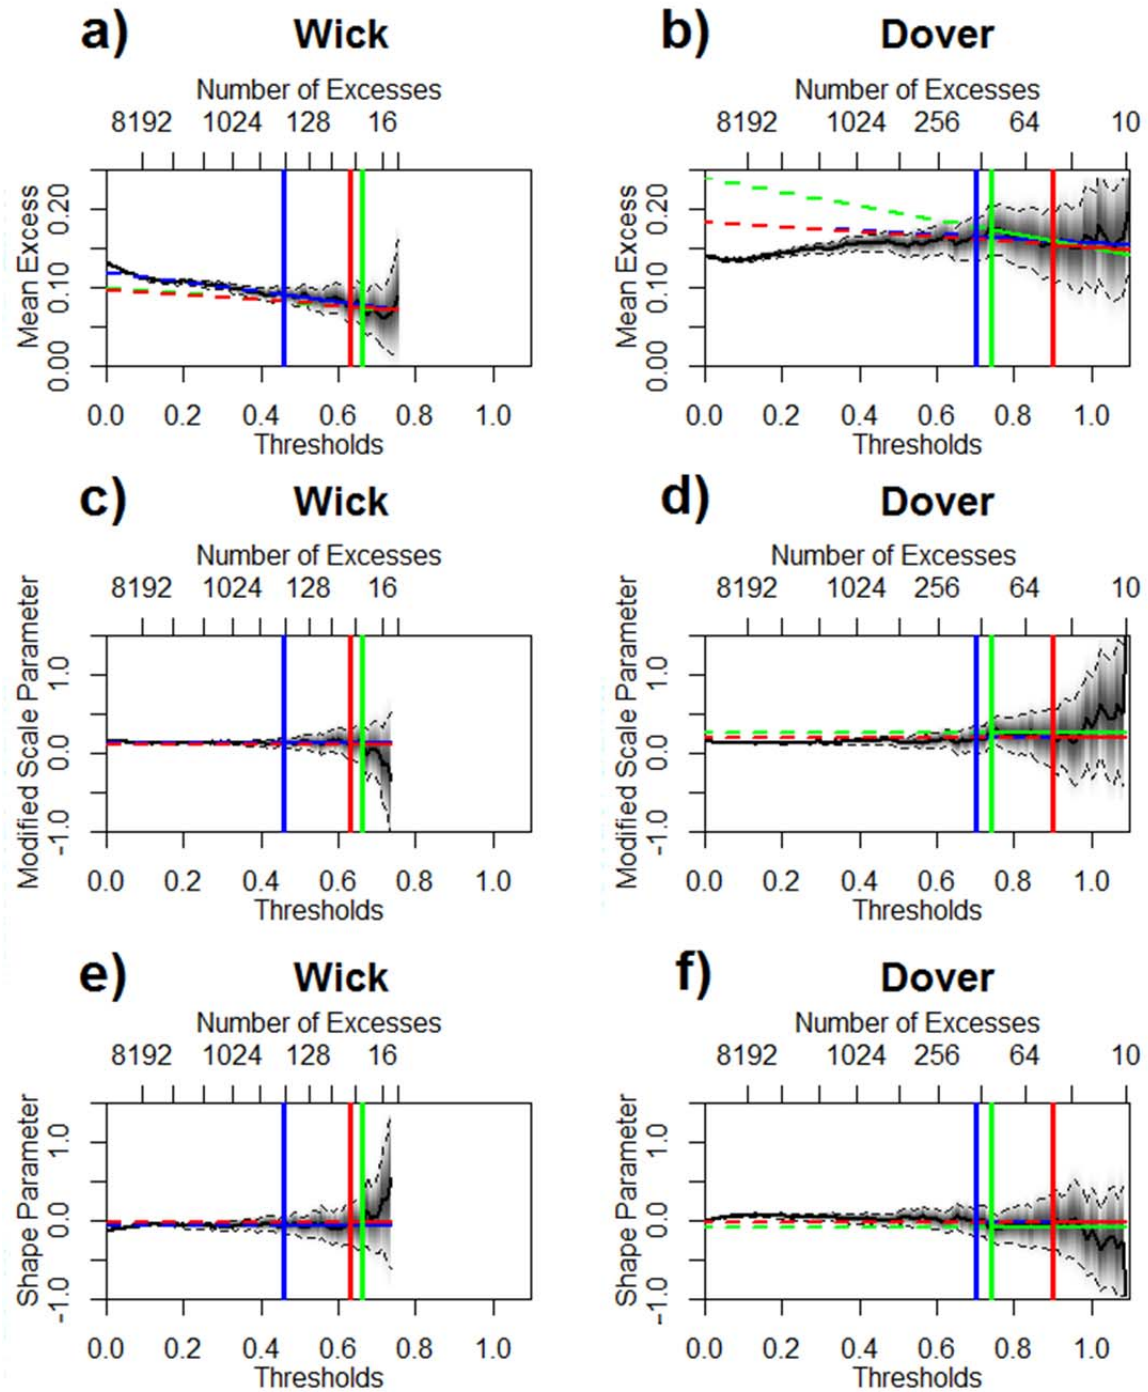 a) Wick
Number of Excesses
8192 1024 128 16
Mean Excess
0.00 0.10 0.20
0.0 0.2 0.4 0.6 0.8 1.0
Thresholds
b) Dover
Number of Excesses
8192 1024 256 64 10
Mean Excess
0.00 0.10 0.20
0.0 0.2 0.4 0.6 0.8 1.0
Thresholds
c) Wick
Number of Excesses
8192 1024 128 16
Modified Scale Parameter
-1.0 0.0 1.0
0.0 0.2 0.4 0.6 0.8 1.0
Thresholds
d) Dover
Number of Excesses
8192 1024 256 64 10
Modified Scale Parameter
-1.0 0.0 1.0
0.0 0.2 0.4 0.6 0.8 1.0
Thresholds
e) Wick
Number of Excesses
8192 1024 128 16
Shape Parameter
-1.0 0.0 1.0
0.0 0.2 0.4 0.6 0.8 1.0
Thresholds
f) Dover
Number of Excesses
8192 1024 256 64 10
Shape Parameter
-1.0 0.0 1.0
0.0 0.2 0.4 0.6 0.8 1.0
Thresholds